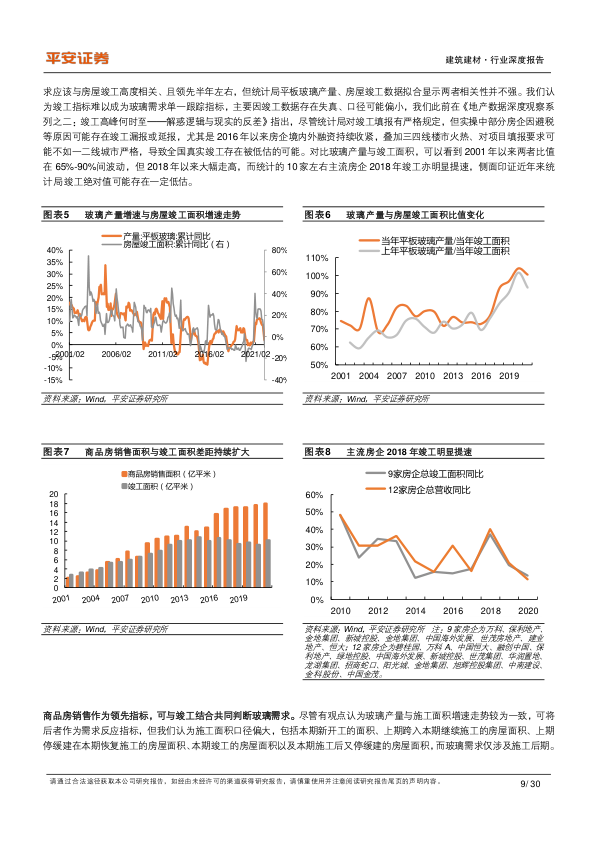 平安证券
建筑建材·行业深度报告
求应该与房屋竣工高度相关、且领先半年左右，但统计局平板玻璃产量、房屋竣工数据拟合显示两者相关性并不强。我们认
为竣工指标难以成为玻璃需求单一跟踪指标，主要因竣工数据存在失真、口径可能偏小，我们此前在《地产数据深度观察系
列之二：竣工高峰何时至——解惑逻辑与现实的反差》指出，尽管统计局对竣工填报有严格规定，但实操中部分房企因避税
等原因可能存在竣工漏报或延报，尤其是 2016 年以来房企境内外融资持续收紧，叠加三四线楼市火热、对项目填报要求可
能不如一二线城市严格，导致全国真实竣工存在被低估的可能。对比玻璃产量与竣工面积，可以看到 2001 年以来两者比值
在 65%-90%间波动，但 2018 年以来大幅走高，而统计的 10 家左右主流房企 2018 年竣工亦明显提速，侧面印证近年来统
计局竣工绝对值可能存在一定低估。
图表5 玻璃产量增速与房屋竣工面积增速走势
产量:平板玻璃:累计同比
房屋竣工面积:累计同比（右）
40%
35%
30%
25%
20%
15%
10%
5%
0%
-5%
-10%
-15%
80%
60%
40%
20%
0%
-20%
-40%
2001/02 2006/02 2011/02 2016/02 2021/02
资料来源：Wind，平安证券研究所
图表6 玻璃产量与房屋竣工面积比值变化
当年平板玻璃产量/当年竣工面积
上年平板玻璃产量/当年竣工面积
110%
100%
90%
80%
70%
60%
50%
2001 2004 2007 2010 2013 2016 2019
资料来源：Wind，平安证券研究所
图表7 商品房销售面积与竣工面积差距持续扩大
商品房销售面积（亿平米）
竣工面积（亿平米）
20
18
16
14
12
10
8
6
4
2
0
2001 2004 2007 2010 2013 2016 2019
资料来源：Wind，平安证券研究所
图表8 主流房企 2018 年竣工明显提速
9家房企总竣工面积同比
12家房企总营收同比
60%
50%
40%
30%
20%
10%
0%
2010 2012 2014 2016 2018 2020
资料来源：Wind，平安证券研究所 注：9 家房企为万科、保利地产、
金地集团、新城控股、金地集团、中国海外发展、世茂房地产、建业
地产、恒大；12 家房企为碧桂园、万科 A、中国恒大、融创中国、保
利地产、绿地控股、中国海外发展、新城控股、世茂集团、华润置地、
龙湖集团、招商蛇口、阳光城、金地集团、旭辉控股集团、中南建设、
金科股份、中国金茂。
商品房销售作为领先指标，可与竣工结合共同判断玻璃需求。尽管有观点认为玻璃产量与施工面积增速走势较为一致，可将
后者作为需求反应指标，但我们认为施工面积口径偏大，包括本期新开工的面积、上期跨入本期继续施工的房屋面积、上期
停缓建在本期恢复施工的房屋面积、本期竣工的房屋面积以及本期施工后又停缓建的房屋面积，而玻璃需求仅涉及施工后期。
请通过合法途径获取本公司研究报告，如经由未经许可的渠道获得研究报告，请慎重使用并注意阅读研究报告尾页的声明内容。
9/ 30